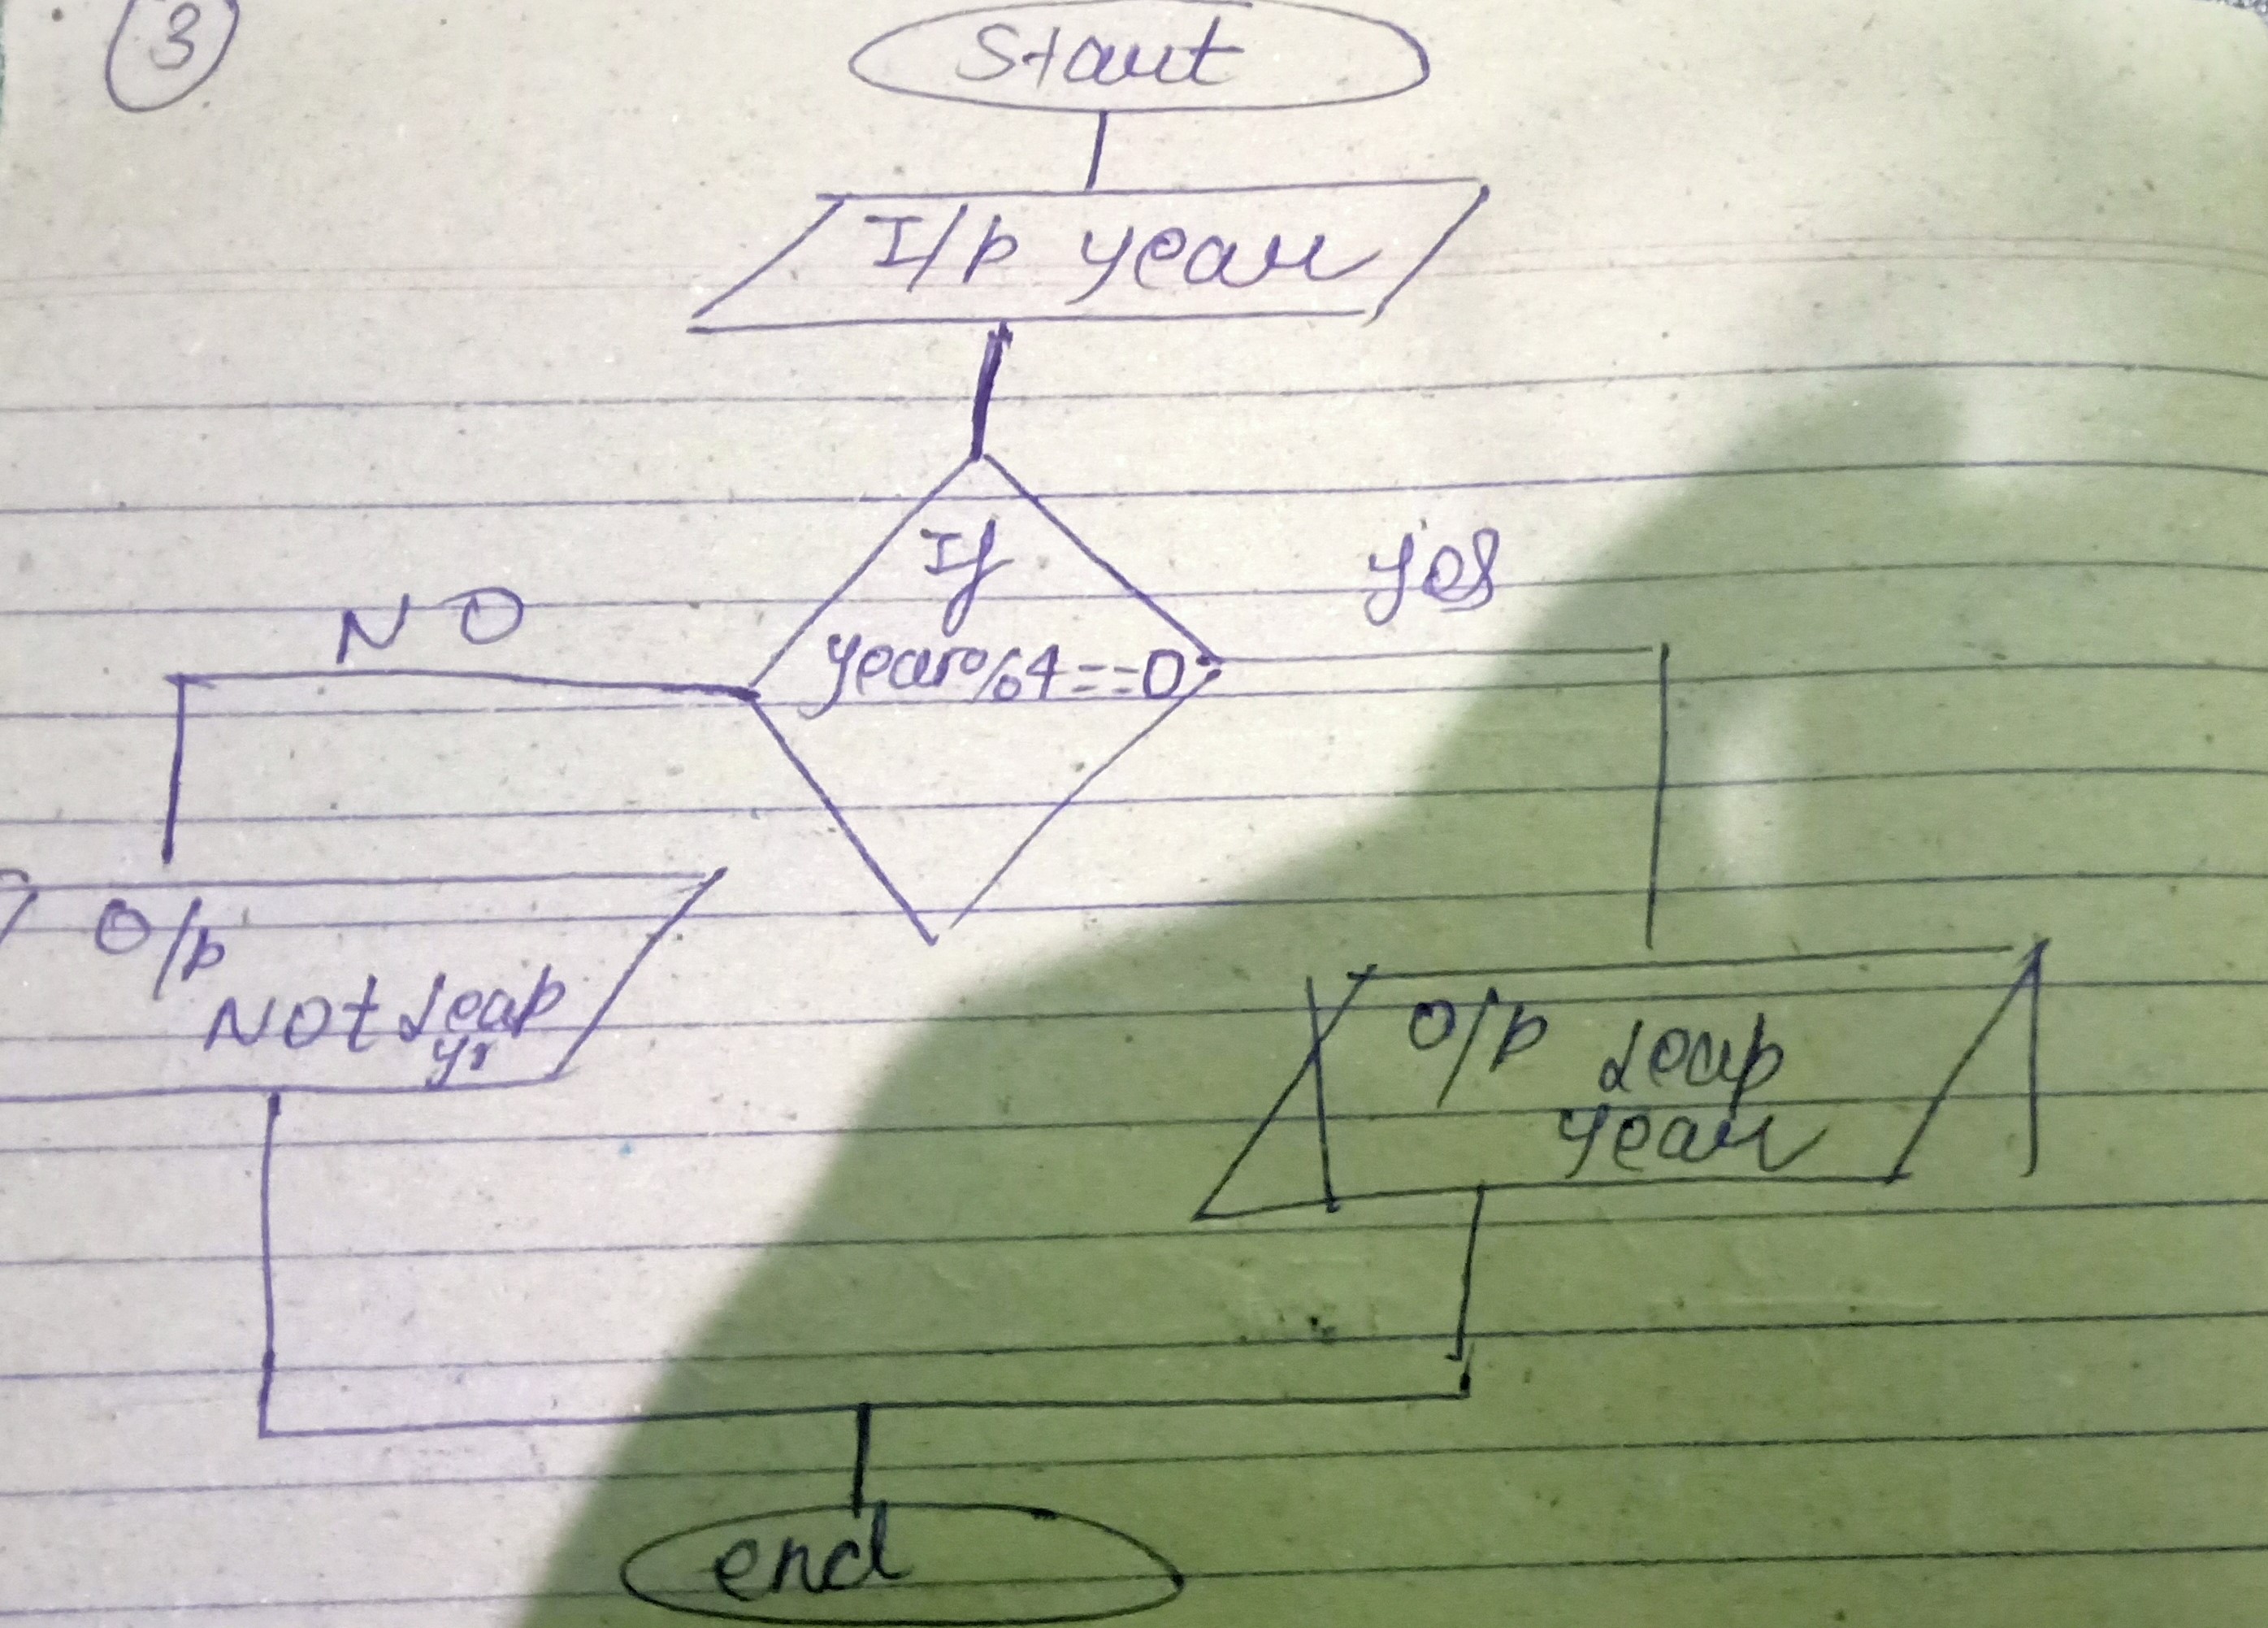 3
Start
I/p year
If
year%4==0
NO
yes
O/p
NOt Leap
yr
O/p Leap
year
end